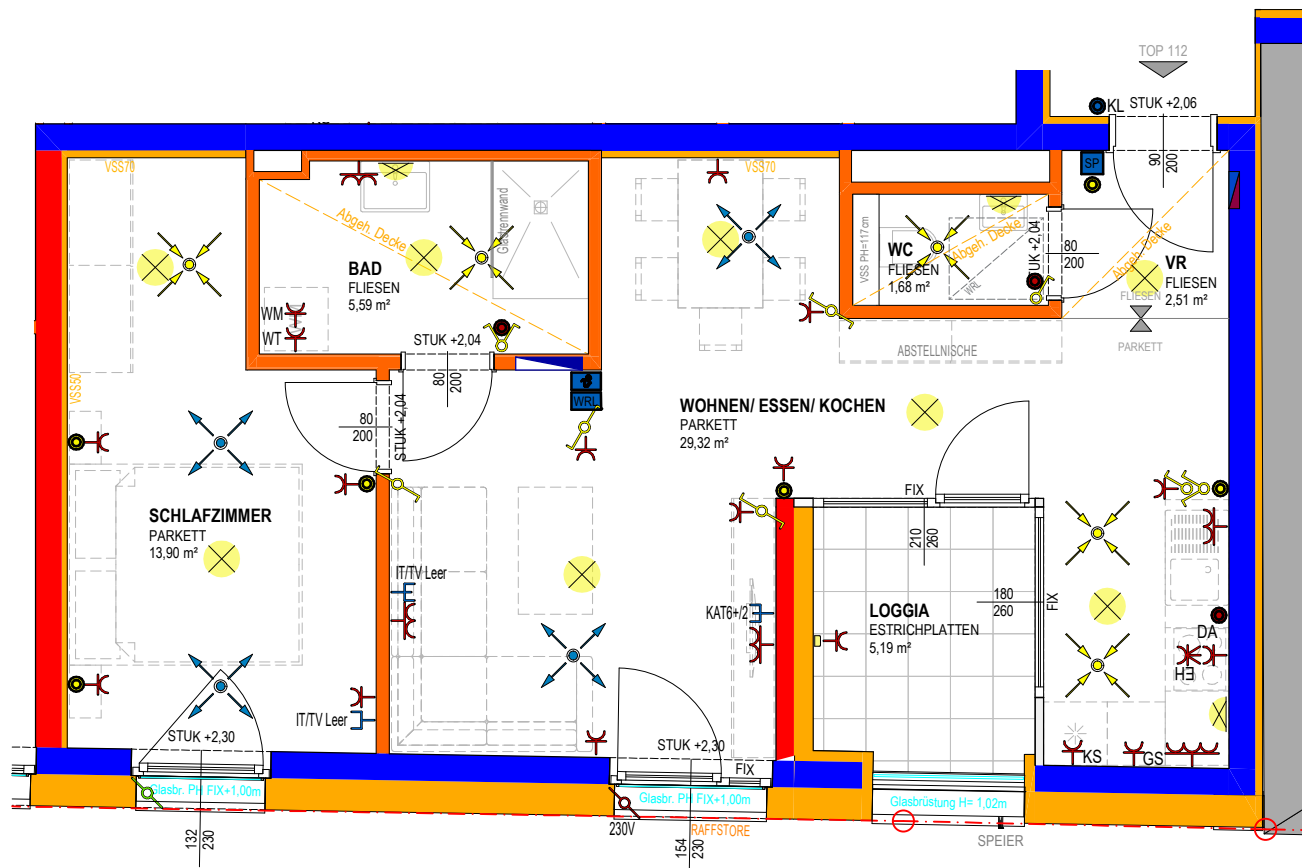 TOP 112
KL
STUK +2,06
90
200
SP
VSS70
VSS70
Glastrennwand
Abgeh. Decke
BAD
FLIESEN
5,59 m²
WM
WT
STUK +2,04
80
200
VSS PH=117cm
WC
FLIESEN
1,68 m²
Abgeh. Decke
WRL
STUK +2,04
80
200
Abgeh. Decke
VR
FLIESEN
2,51 m²
FLIESEN
PARKETT
ABSTELLNISCHE
VSS50
80
200
STUK +2,04
WRL
WOHNEN/ ESSEN/ KOCHEN
PARKETT
29,32 m²
SCHLAFZIMMER
PARKETT
13,90 m²
FIX
210
260
IT/TV Leer
KAT6+/2
LOGGIA
ESTRICHPLATTEN
5,19 m²
180
260
FIX
DA
EH
IT/TV Leer
STUK +2,30
STUK +2,30
FIX
KS
GS
Glasbr. PH FIX+1,00m
Glasbr. PH FIX+1,00m
Glasbrüstung H= 1,02m
132
230
230V
154
230
RAFFSTORE
SPEIER